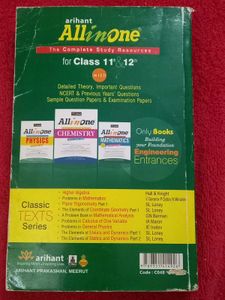 arihant
All in one
The Complete Study Resources
for Class 11th & 12th
Detailed Theory, Important Questions
NCERT & Previous Years' Questions
Sample Question Papers & Examination Papers
All in one
PHYSICS
All in one
CHEMISTRY
All in one
MATHEMATICS
Only Books
Building
your Foundation
Engineering
Entrances
Classic
TEXTS
Series
Higher Algebra Hall & Knight
Problems in Mathematics
Plane Trigonometry Part 1 SL Loney
The Elements of Coordinate Geometry Part 1 SL Loney
A Problem Book in Mathematical Analysis GN Berman
Problems in Calculus of One Variable IA Maron
Problems in General Physics IE Irodov
The Elements of Statics and Dynamics Part 1 SL Loney
The Elements of Statics and Dynamics Part 2 SL Loney
arihant
ARIHANT PRAKASHAN, MEERUT